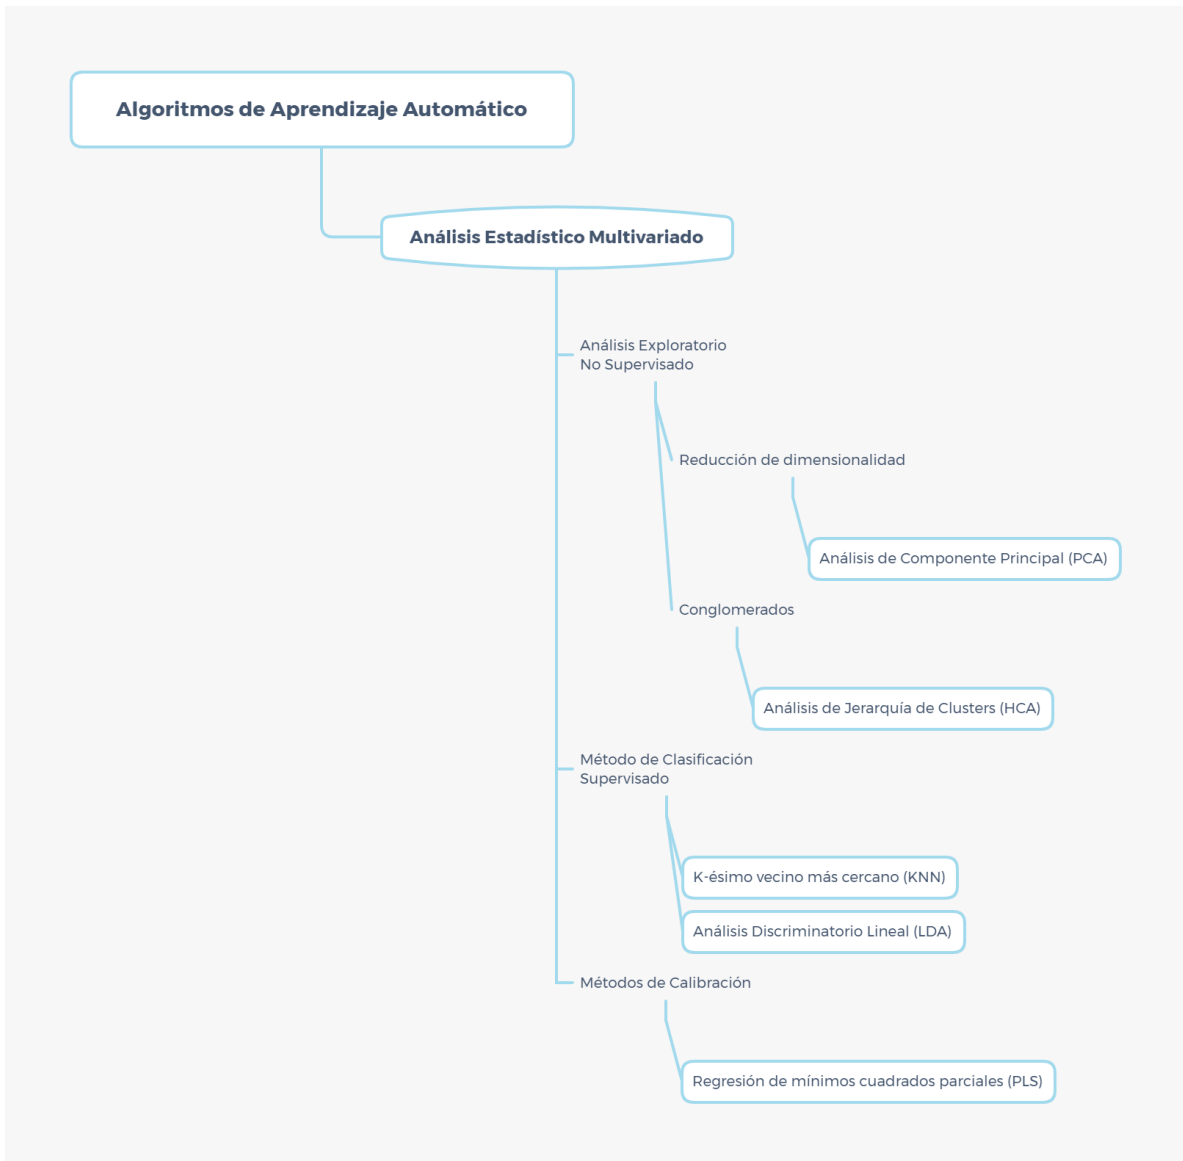 Algoritmos de Aprendizaje Automático
Análisis Estadístico Multivariado
Análisis Exploratorio
No Supervisado
Reducción de dimensionalidad
Análisis de Componente Principal (PCA)
Conglomerados
Análisis de Jerarquía de Clusters (HCA)
Método de Clasificación
Supervisado
K-ésimo vecino más cercano (KNN)
Análisis Discriminatorio Lineal (LDA)
Métodos de Calibración
Regresión de mínimos cuadrados parciales (PLS)